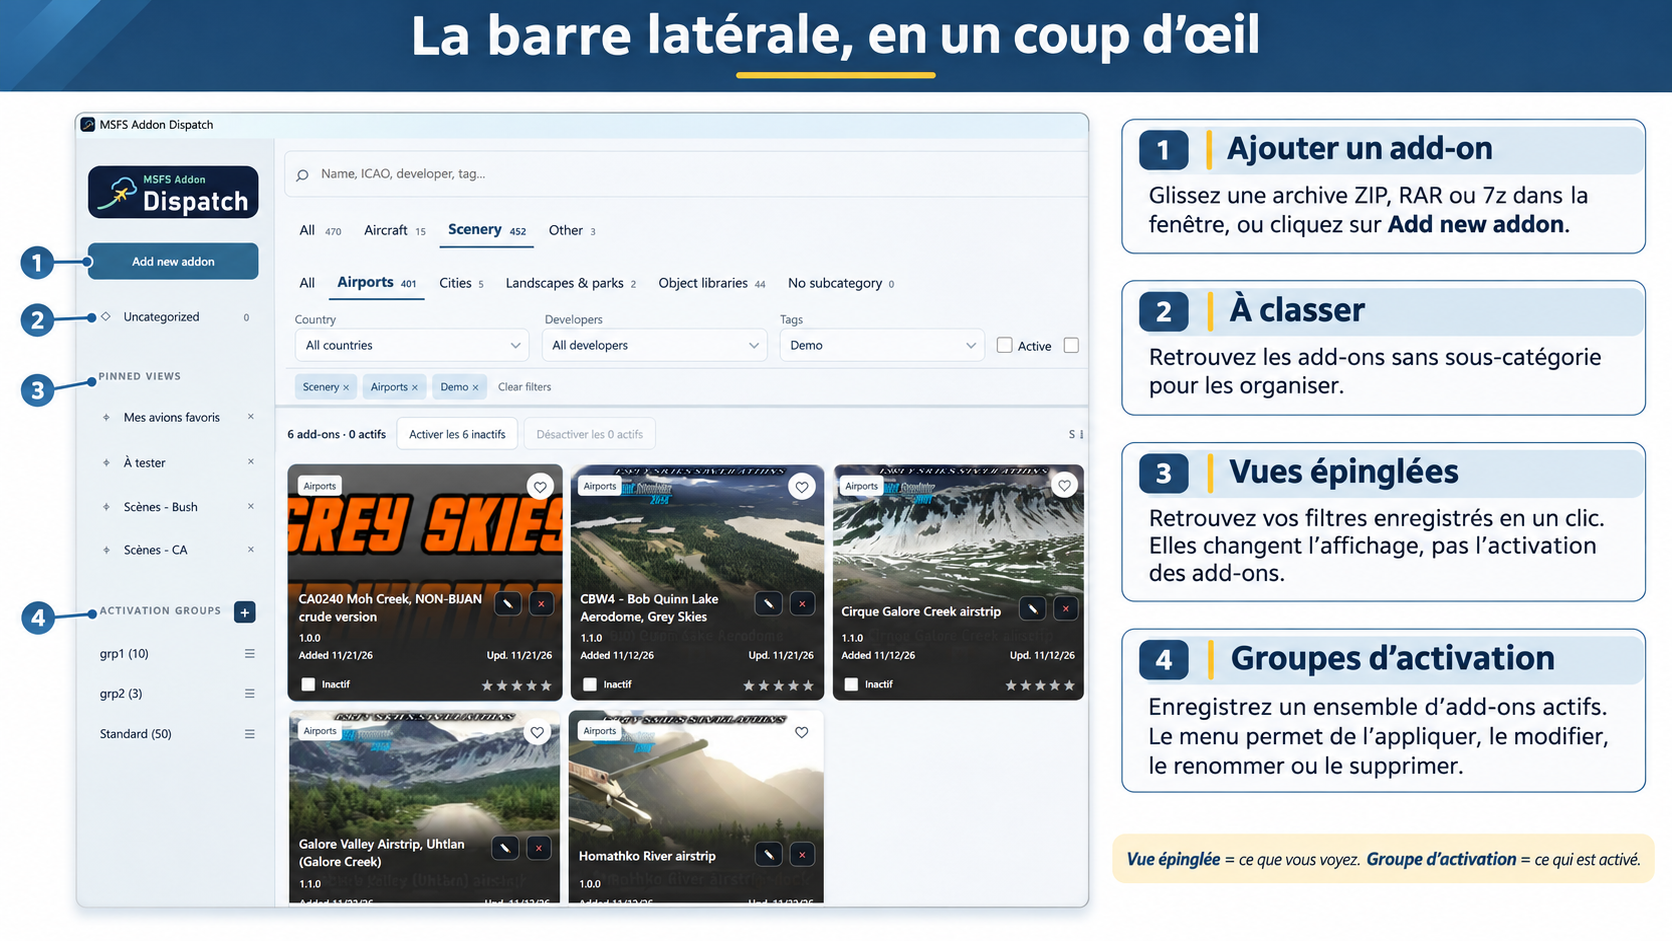 La barre latérale, en un coup d’œil
MSFS Addon Dispatch
MSFS Addon
Dispatch
1
Add new addon
2
Uncategorized 0
3
PINNED VIEWS
Mes avions favoris ×
À tester ×
Scènes - Bush ×
Scènes - CA ×
4
ACTIVATION GROUPS +
grp1 (10)
grp2 (3)
Standard (50)
Name, ICAO, developer, tag...
All 470 Aircraft 15 Scenery 452 Other 3
All Airports 401 Cities 5 Landscapes & parks 2 Object libraries 44 No subcategory 0
Country Developers Tags
All countries All developers Demo Active
Scenery × Airports × Demo × Clear filters
6 add-ons · 0 actifs Activer les 6 inactifs Désactiver les 0 actifs S
Airports
GREY SKIES
CA0240 Moh Creek, NON-BIJAN
crude version
1.0.0
Added 11/21/26 Upd. 11/21/26
Inactif
Airports
CBW4 - Bob Quinn Lake
Aerodome, Grey Skies
1.1.0
Added 11/12/26 Upd. 11/21/26
Inactif
Airports
Cirque Galore Creek airstrip
1.1.0
Added 11/12/26 Upd. 11/12/26
Inactif
Airports
Galore Valley Airstrip, Uhtlan
(Galore Creek)
1.1.0
Airports
Homathko River airstrip
1.0.0
1 Ajouter un add-on
Glissez une archive ZIP, RAR ou 7z dans la
fenêtre, ou cliquez sur Add new addon.
2 À classer
Retrouvez les add-ons sans sous-catégorie
pour les organiser.
3 Vues épinglées
Retrouvez vos filtres enregistrés en un clic.
Elles changent l’affichage, pas l’activation
des add-ons.
4 Groupes d’activation
Enregistrez un ensemble d’add-ons actifs.
Le menu permet de l’appliquer, le modifier,
le renommer ou le supprimer.
Vue épinglée = ce que vous voyez. Groupe d’activation = ce qui est activé.